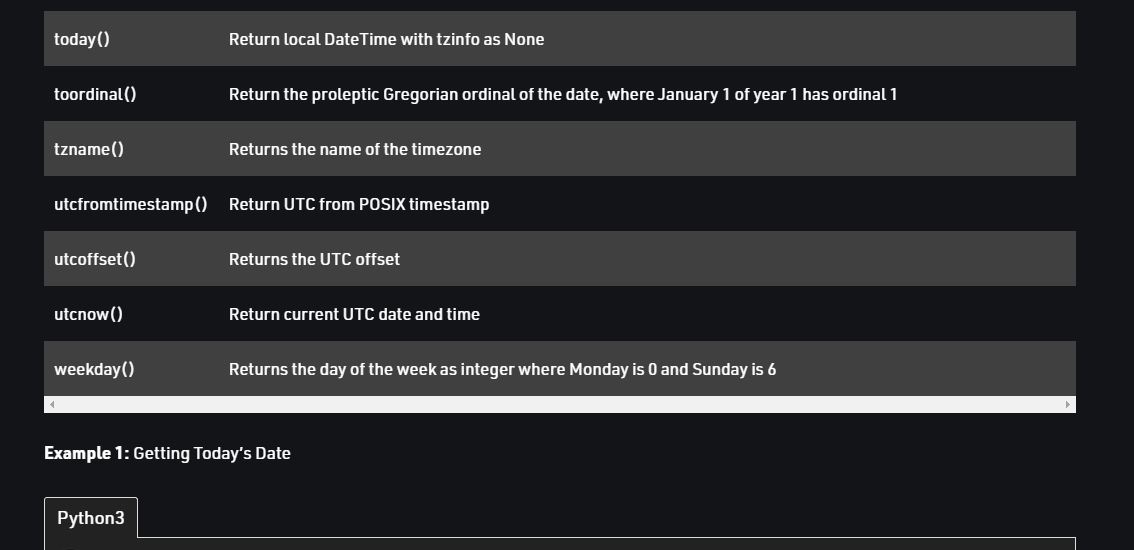 today() Return local DateTime with tzinfo as None
toordinal() Return the proleptic Gregorian ordinal of the date, where January 1 of year 1 has ordinal 1
tzname() Returns the name of the timezone
utcfromtimestamp() Return UTC from POSIX timestamp
utcoffset() Returns the UTC offset
utcnow() Return current UTC date and time
weekday() Returns the day of the week as integer where Monday is 0 and Sunday is 6
Example 1: Getting Today’s Date
Python3